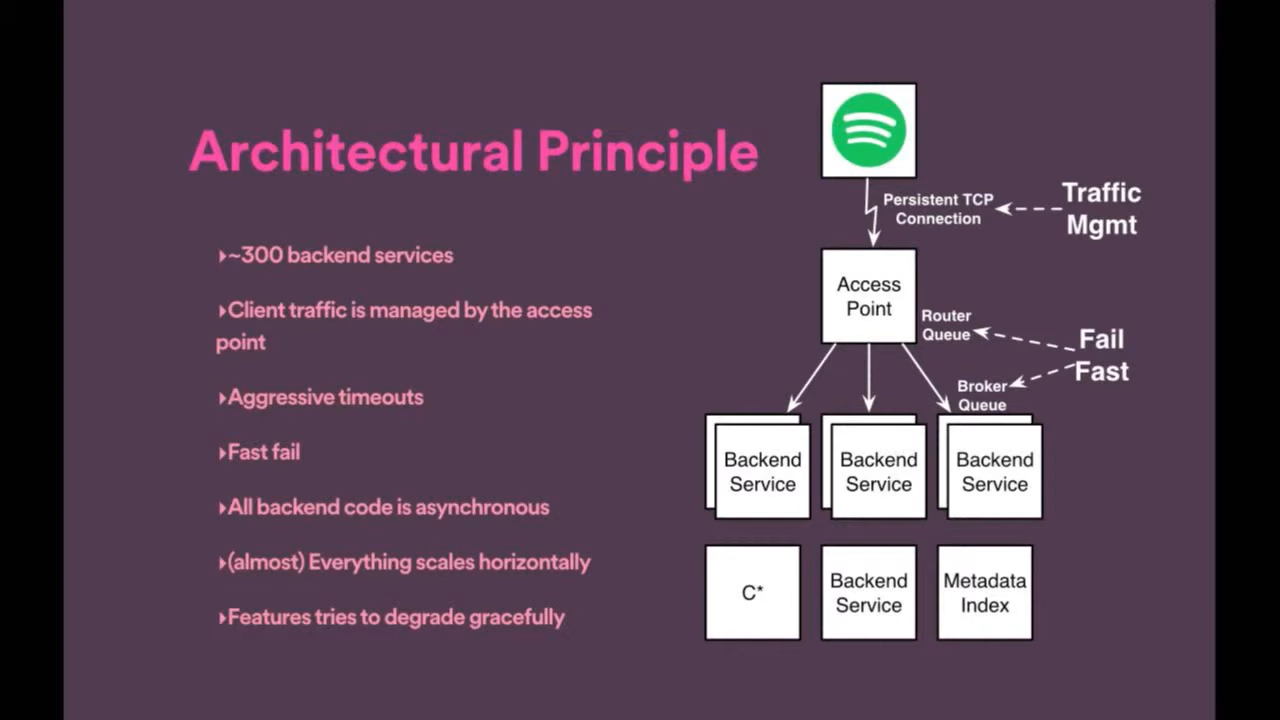 Architectural Principle
▸~300 backend services
▸Client traffic is managed by the access
point
▸Aggressive timeouts
▸Fast fail
▸All backend code is asynchronous
▸(almost) Everything scales horizontally
▸Features tries to degrade gracefully
Persistent TCP
Connection
Traffic
Mgmt
Access
Point
Router
Queue
Fail
Fast
Broker
Queue
Backend
Service
Backend
Service
Backend
Service
C*
Backend
Service
Metadata
Index